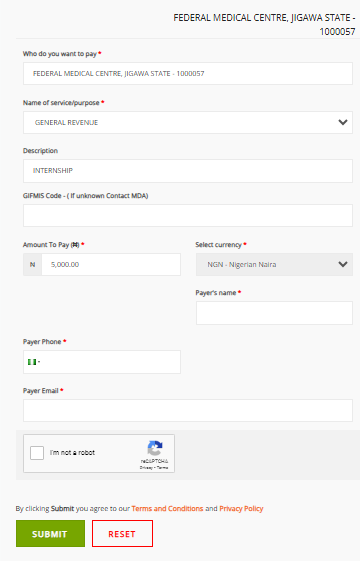 FEDERAL MEDICAL CENTRE, JIGAWA STATE -
1000057
Who do you want to pay *
FEDERAL MEDICAL CENTRE, JIGAWA STATE - 1000057
Name of service/purpose *
GENERAL REVENUE
Description
INTERNSHIP
GIFMIS Code - ( If unknown Contact MDA)
Amount To Pay (₦) * Select currency *
N 5,000.00 NGN - Nigerian Naira
Payer's name *
Payer Phone *
Payer Email *
I'm not a robot
reCAPTCHA
Privacy - Terms
By clicking Submit you agree to our Terms and Conditions and Privacy Policy
SUBMIT RESET